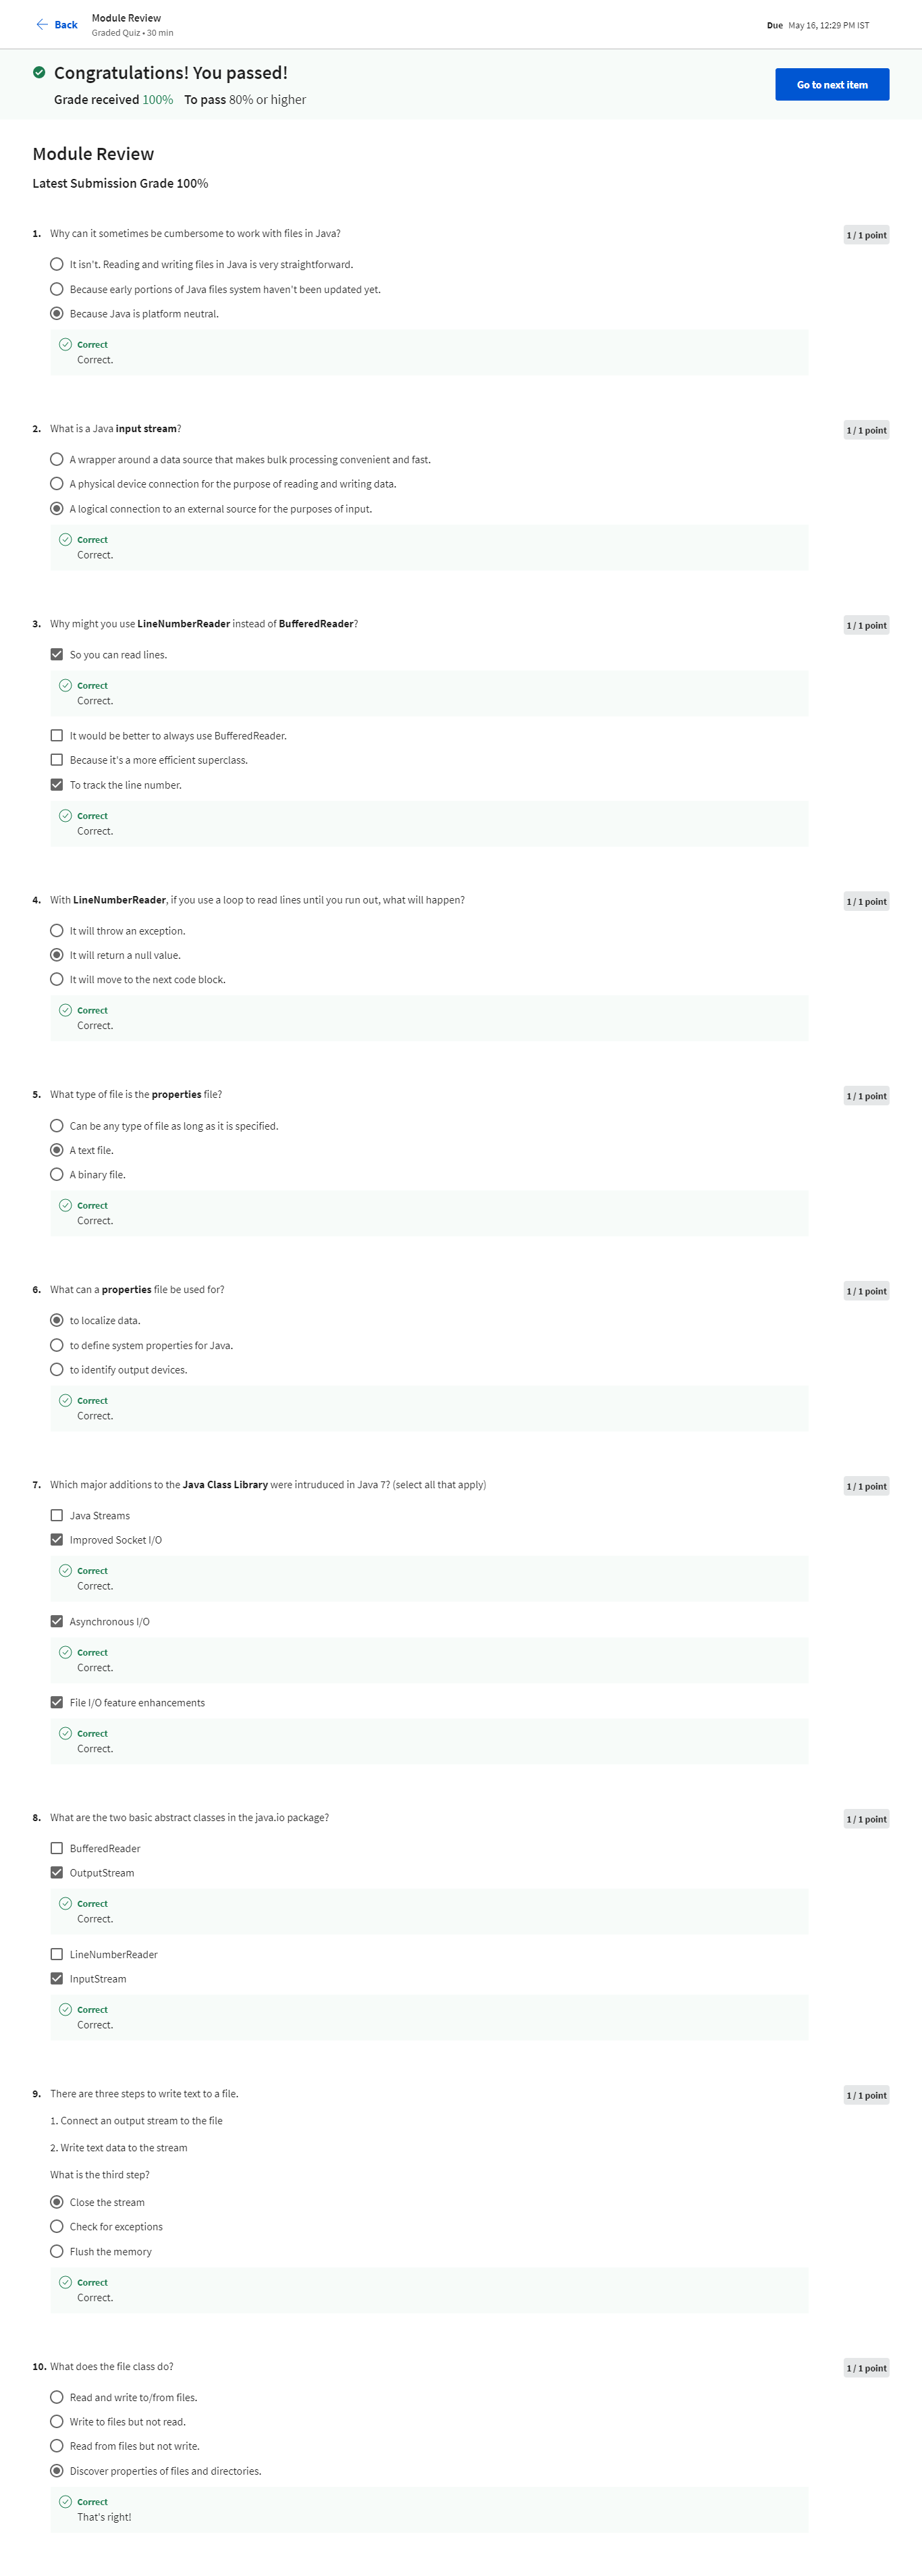 Back
Module Review
Graded Quiz • 30 min
Due May 16, 12:29 PM IST
Congratulations! You passed!
Grade received 100% To pass 80% or higher
Go to next item
Module Review
Latest Submission Grade 100%
1. Why can it sometimes be cumbersome to work with files in Java?
1 / 1 point
It isn't. Reading and writing files in Java is very straightforward.
Because early portions of Java files system haven't been updated yet.
Because Java is platform neutral.
Correct
Correct.
2. What is a Java input stream?
1 / 1 point
A wrapper around a data source that makes bulk processing convenient and fast.
A physical device connection for the purpose of reading and writing data.
A logical connection to an external source for the purposes of input.
Correct
Correct.
3. Why might you use LineNumberReader instead of BufferedReader?
1 / 1 point
So you can read lines.
Correct
Correct.
It would be better to always use BufferedReader.
Because it's a more efficient superclass.
To track the line number.
Correct
Correct.
4. With LineNumberReader, if you use a loop to read lines until you run out, what will happen?
1 / 1 point
It will throw an exception.
It will return a null value.
It will move to the next code block.
Correct
Correct.
5. What type of file is the properties file?
1 / 1 point
Can be any type of file as long as it is specified.
A text file.
A binary file.
Correct
Correct.
6. What can a properties file be used for?
1 / 1 point
to localize data.
to define system properties for Java.
to identify output devices.
Correct
Correct.
7. Which major additions to the Java Class Library were intruduced in Java 7? (select all that apply)
1 / 1 point
Java Streams
Improved Socket I/O
Correct
Correct.
Asynchronous I/O
Correct
Correct.
File I/O feature enhancements
Correct
Correct.
8. What are the two basic abstract classes in the java.io package?
1 / 1 point
BufferedReader
OutputStream
Correct
Correct.
LineNumberReader
InputStream
Correct
Correct.
9. There are three steps to write text to a file.
1 / 1 point
1. Connect an output stream to the file
2. Write text data to the stream
What is the third step?
Close the stream
Check for exceptions
Flush the memory
Correct
Correct.
10. What does the file class do?
1 / 1 point
Read and write to/from files.
Write to files but not read.
Read from files but not write.
Discover properties of files and directories.
Correct
That's right!